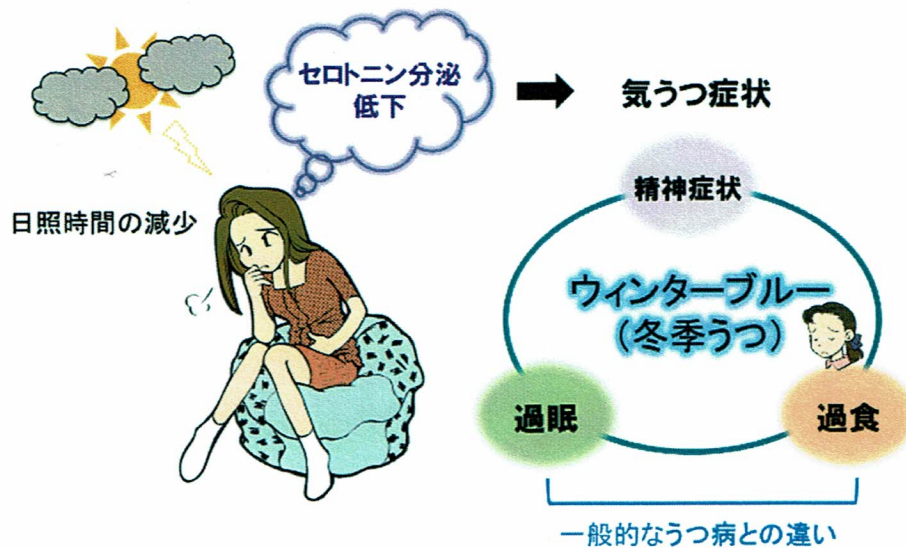 セロトニン分泌
低下
気うつ症状
日照時間の減少
精神症状
ウィンターブルー
(冬季うつ)
過眠
過食
一般的なうつ病との違い